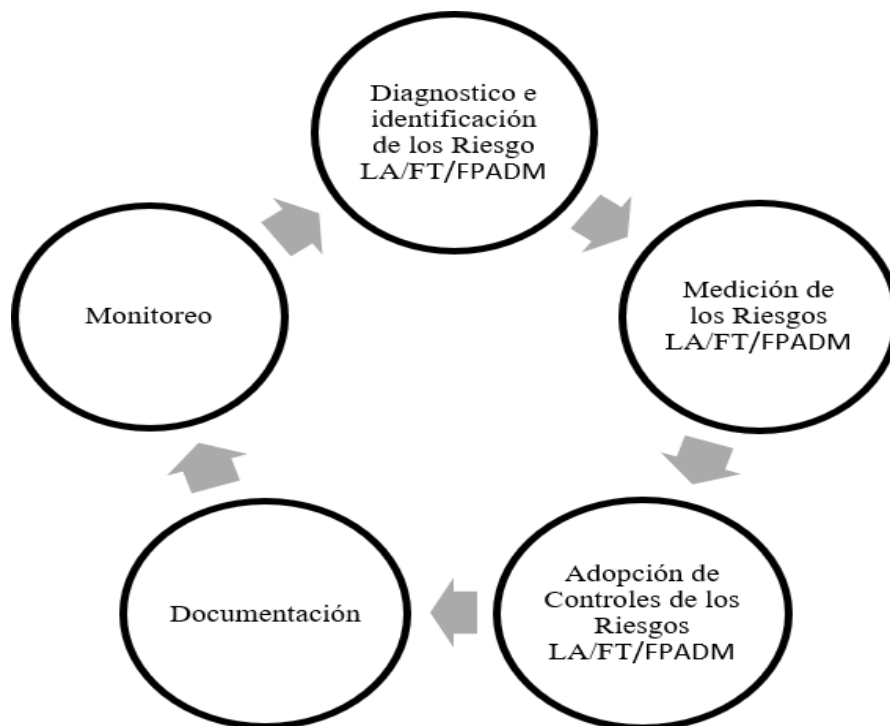 Diagnostico e
identificación
de los Riesgo
LA/FT/FPADM
Medición de
los Riesgos
LA/FT/FPADM
Adopción de
Controles de los
Riesgos
LA/FT/FPADM
Documentación
Monitoreo